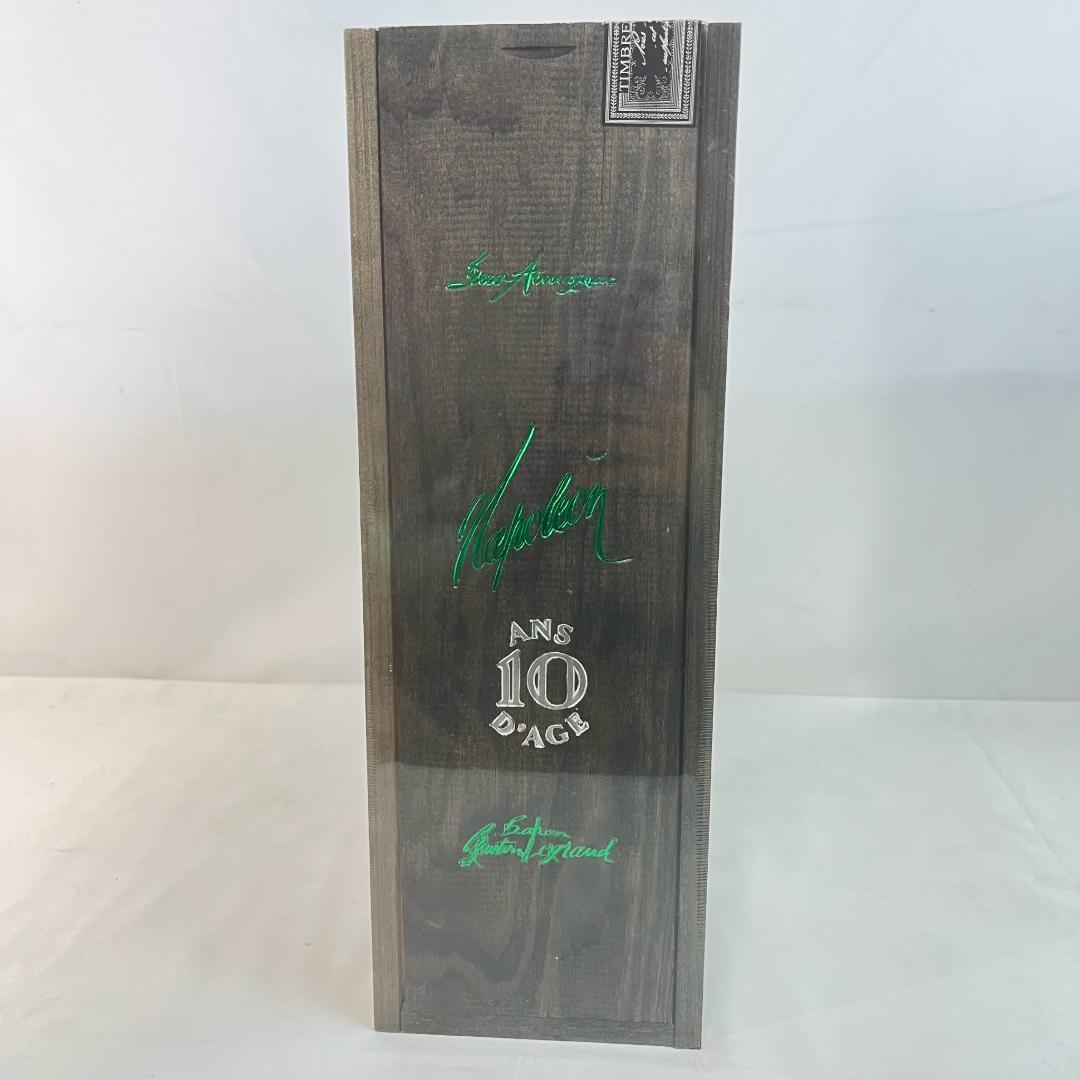 TIMBRE
Bas-Armagnac
Napoléon
ANS
10
D'AGE
Baron
Gaston Legrand